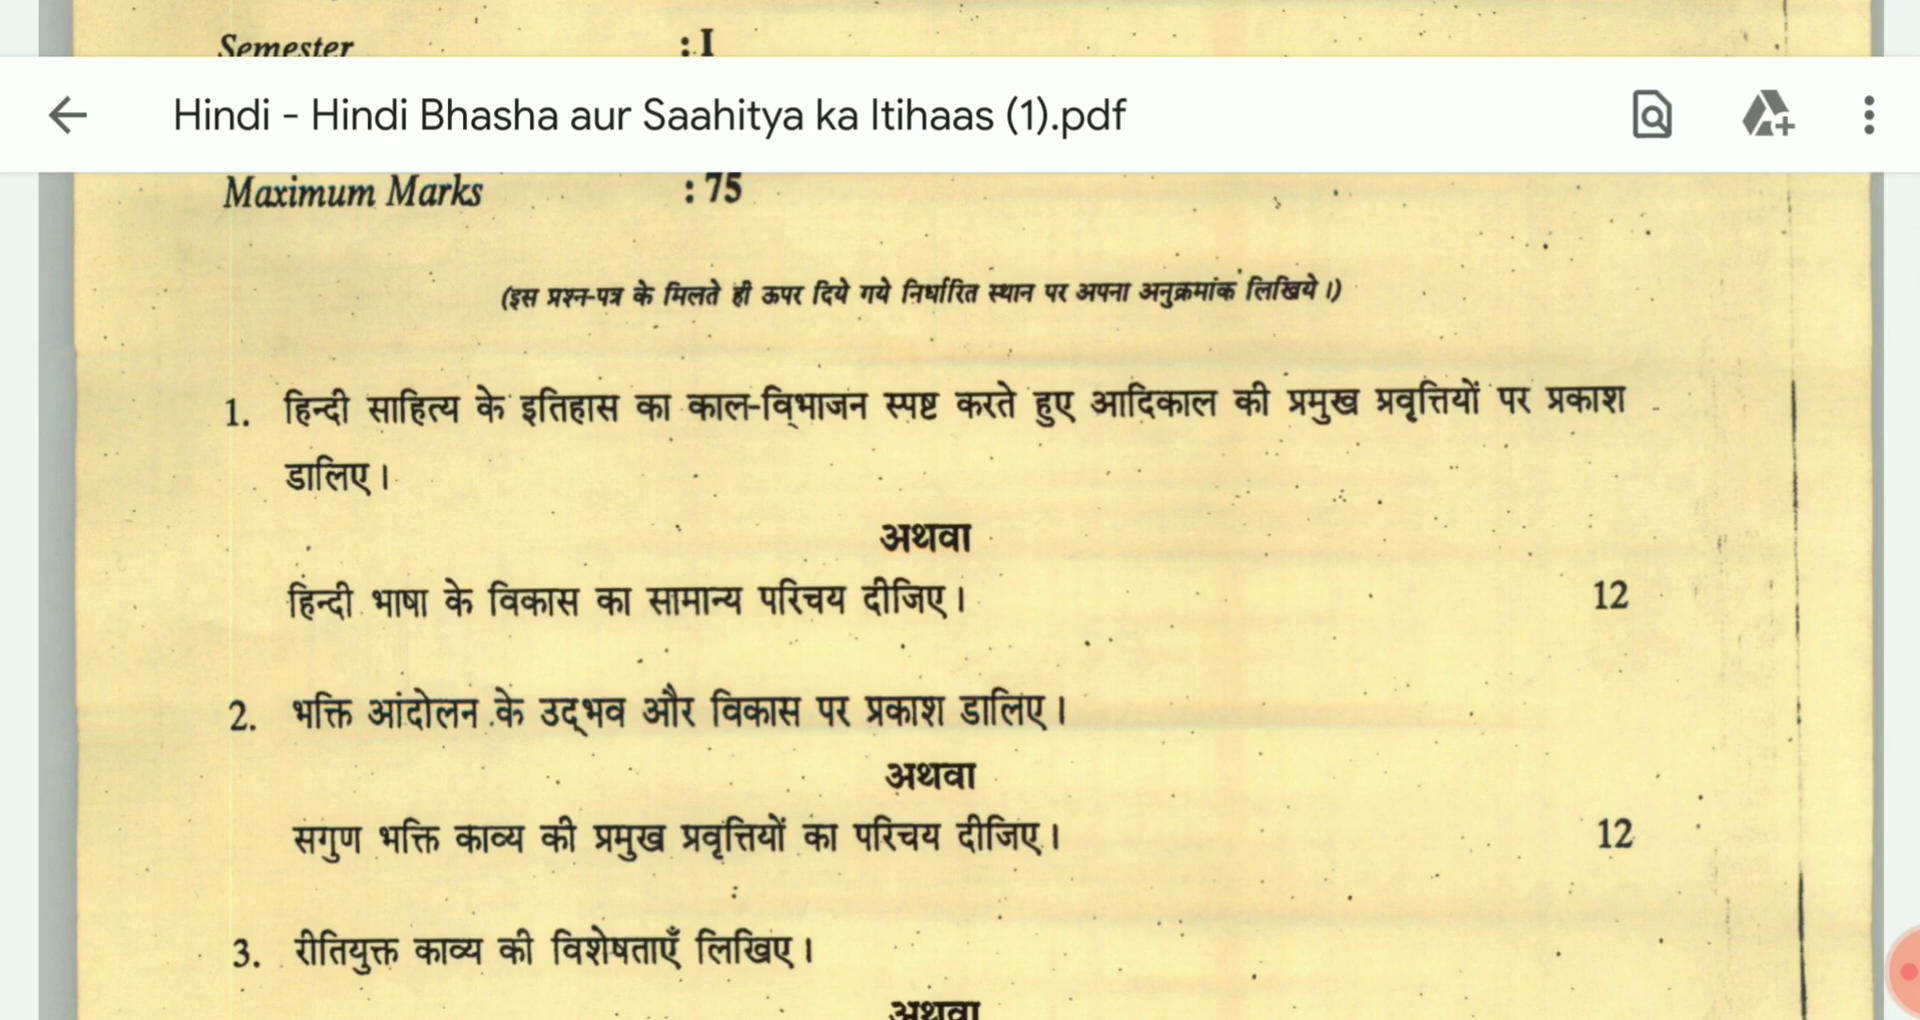 Semester : I
Hindi - Hindi Bhasha aur Saahitya ka Itihaas (1).pdf
Maximum Marks : 75
(इस प्रश्न-पत्र के मिलते ही ऊपर दिये गये निर्धारित स्थान पर अपना अनुक्रमांक लिखिये।)
1. हिन्दी साहित्य के इतिहास का काल-विभाजन स्पष्ट करते हुए आदिकाल की प्रमुख प्रवृत्तियों पर प्रकाश
डालिए।
अथवा
हिन्दी भाषा के विकास का सामान्य परिचय दीजिए। 12
2. भक्ति आंदोलन के उद्भव और विकास पर प्रकाश डालिए।
अथवा
सगुण भक्ति काव्य की प्रमुख प्रवृत्तियों का परिचय दीजिए। 12
3. रीतियुक्त काव्य की विशेषताएँ लिखिए।
अथवा